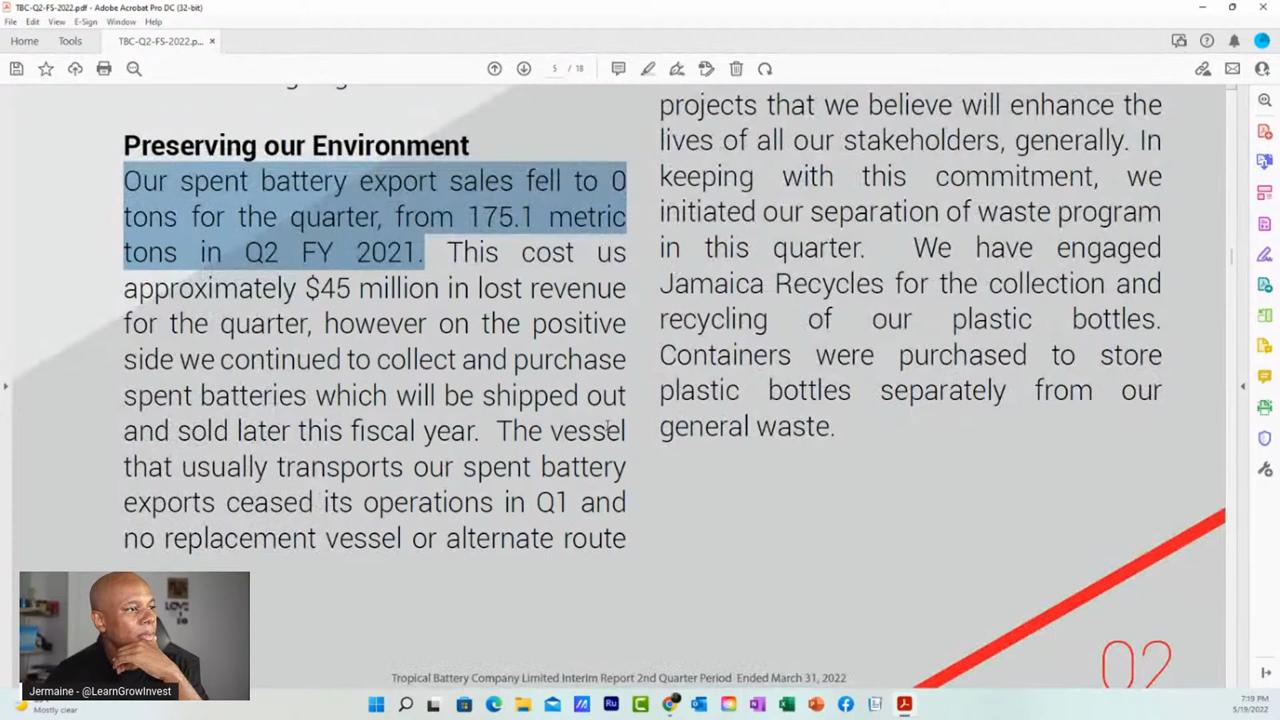 TBC-Q2-FS-2022.pdf - Adobe Acrobat Pro DC (32-bit)
File Edit View E-Sign Window Help
Home Tools TBC-Q2-FS-2022.p... ×
5 / 18
Preserving our Environment
Our spent battery export sales fell to 0
tons for the quarter, from 175.1 metric
tons in Q2 FY 2021. This cost us
approximately $45 million in lost revenue
for the quarter, however on the positive
side we continued to collect and purchase
spent batteries which will be shipped out
and sold later this fiscal year. The vessel
that usually transports our spent battery
exports ceased its operations in Q1 and
no replacement vessel or alternate route
projects that we believe will enhance the
lives of all our stakeholders, generally. In
keeping with this commitment, we
initiated our separation of waste program
in this quarter. We have engaged
Jamaica Recycles for the collection and
recycling of our plastic bottles.
Containers were purchased to store
plastic bottles separately from our
general waste.
02
Tropical Battery Company Limited Interim Report 2nd Quarter Period Ended March 31, 2022
LOVE
Jermaine - @LearnGrowInvest
Mostly clear
Ru
7:19 PM
5/19/2022